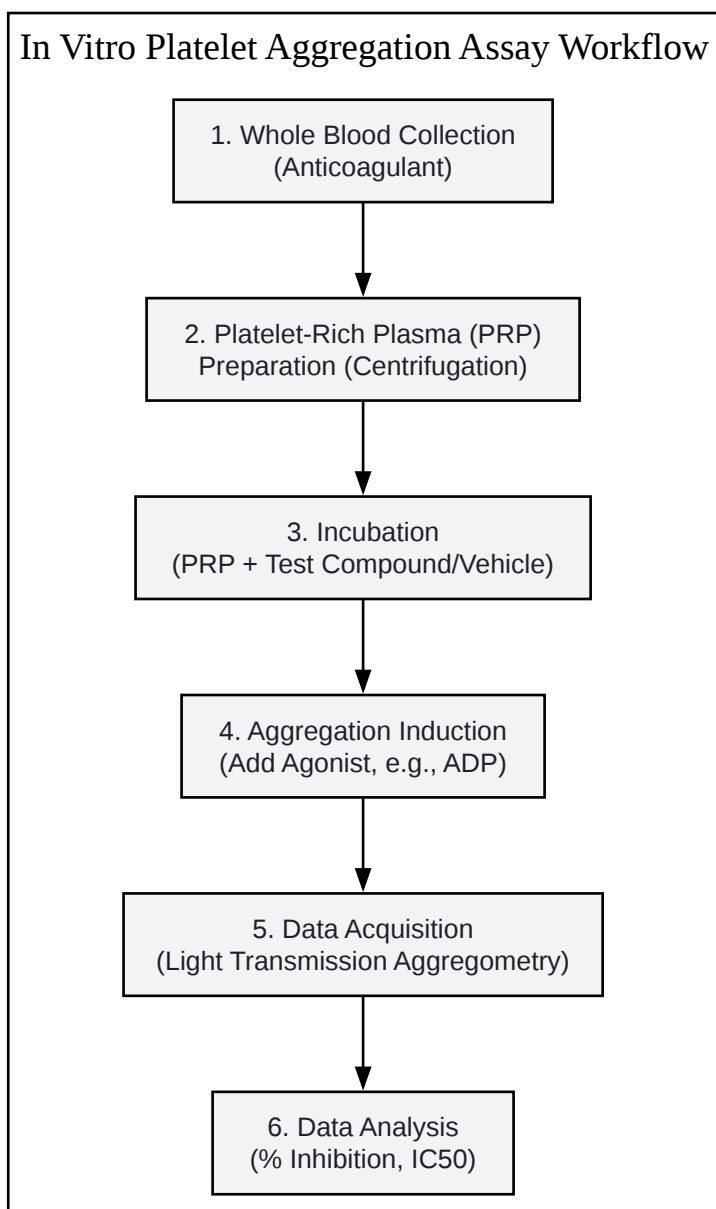 In Vitro Platelet Aggregation Assay Workflow
1. Whole Blood Collection
(Anticoagulant)
2. Platelet-Rich Plasma (PRP)
Preparation (Centrifugation)
3. Incubation
(PRP + Test Compound/Vehicle)
4. Aggregation Induction
(Add Agonist, e.g., ADP)
5. Data Acquisition
(Light Transmission Aggregometry)
6. Data Analysis
(% Inhibition, IC50)